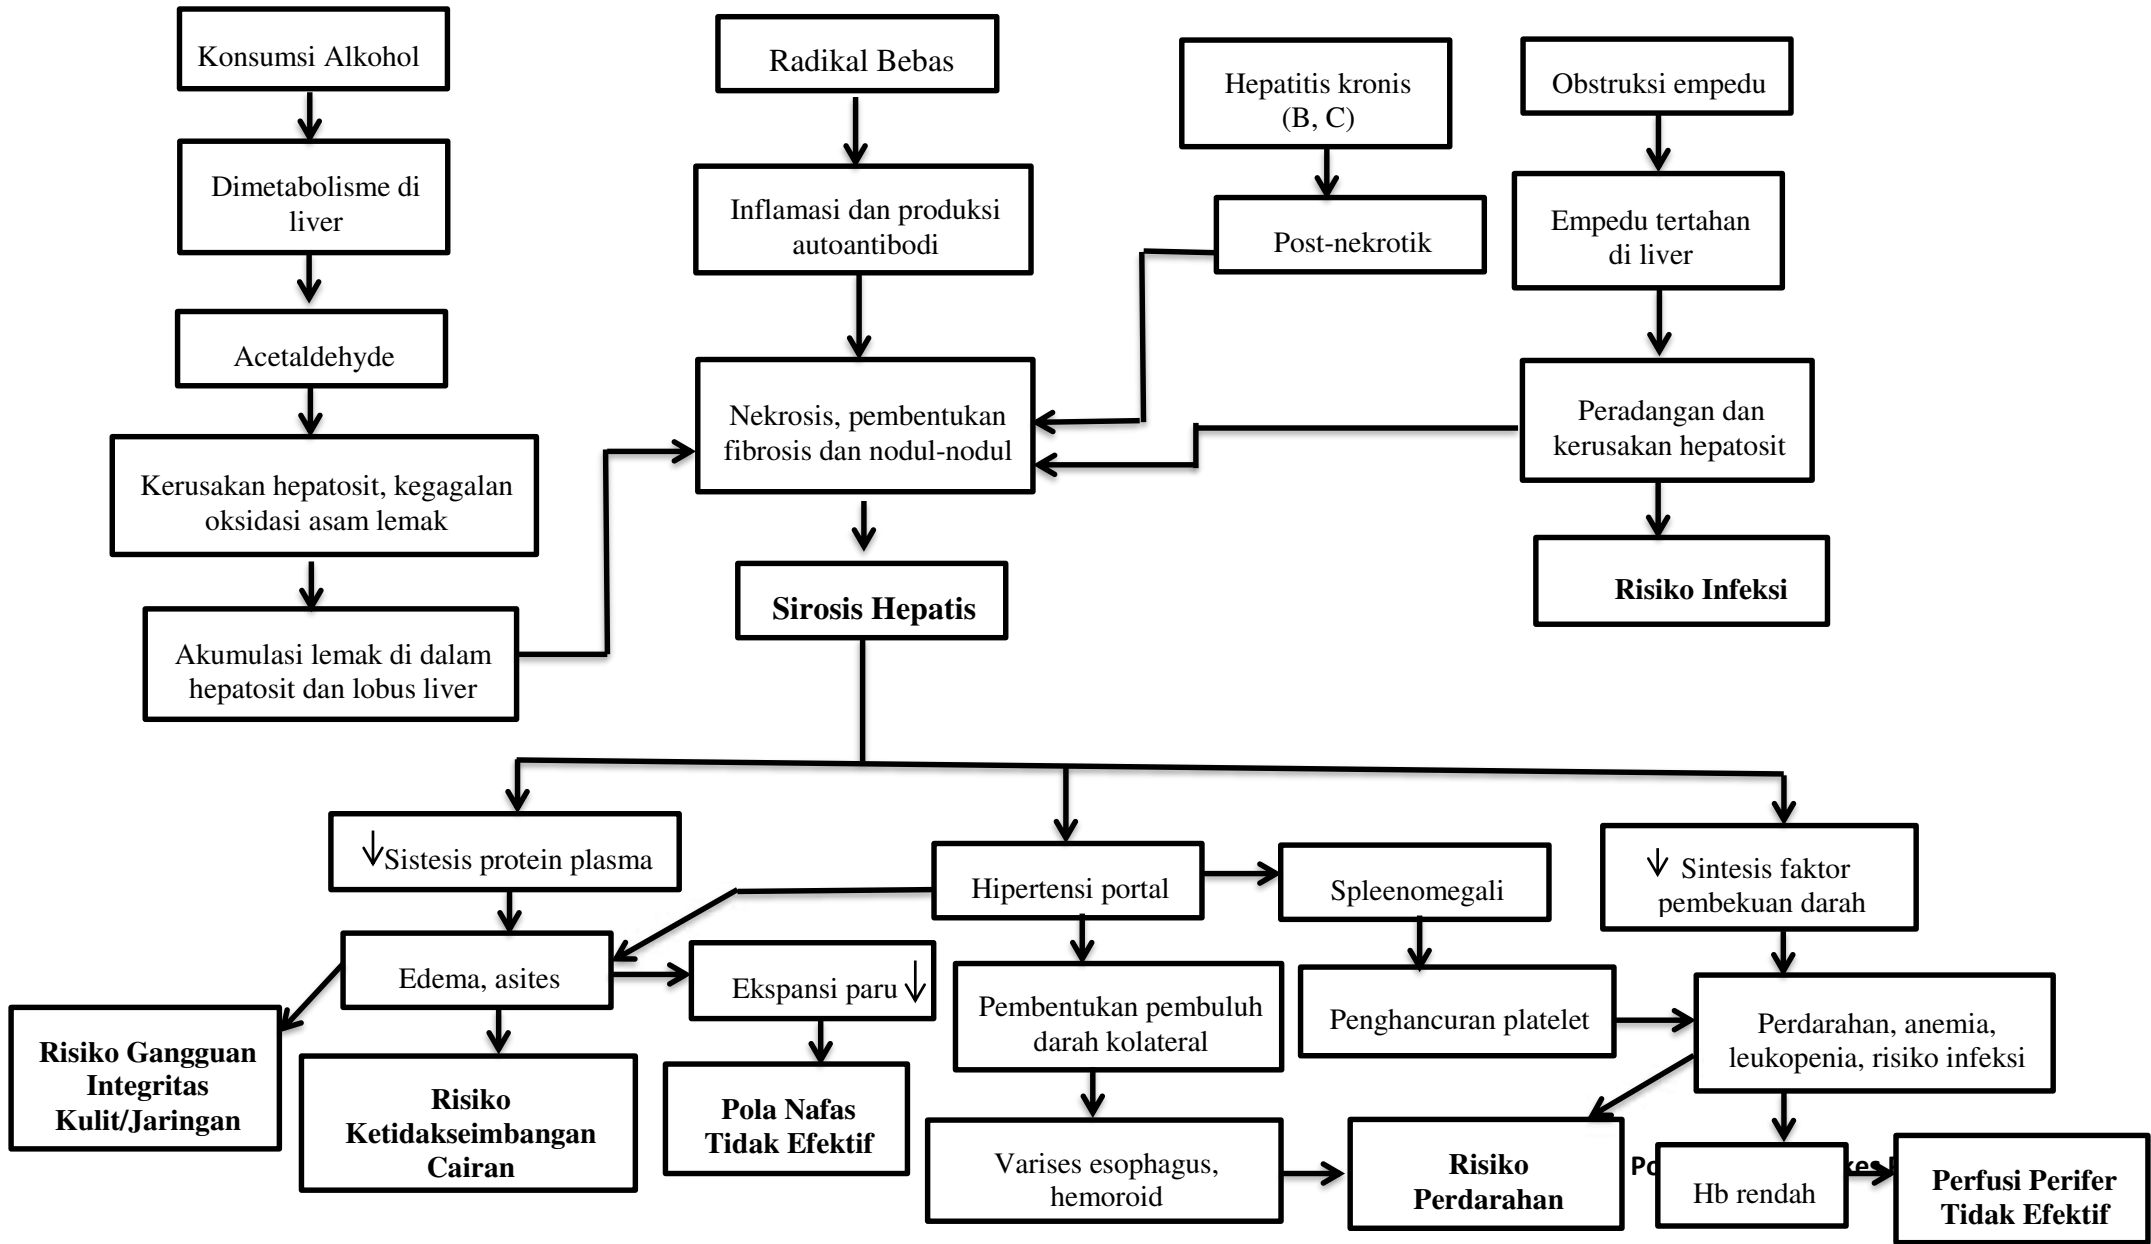 Konsumsi Alkohol
Radikal Bebas
Hepatitis kronis
(B, C)
Obstruksi empedu
Dimetabolisme di
liver
Inflamasi dan produksi
autoantibodi
Post-nekrotik
Empedu tertahan
di liver
Acetaldehyde
Nekrosis, pembentukan
fibrosis dan nodul-nodul
Peradangan dan
kerusakan hepatosit
Kerusakan hepatosit, kegagalan
oksidasi asam lemak
Sirosis Hepatis
Risiko Infeksi
Akumulasi lemak di dalam
hepatosit dan lobus liver
↓Sistesis protein plasma
Hipertensi portal
Spleenomegali
↓ Sintesis faktor
pembekuan darah
Edema, asites
Ekspansi paru ↓
Pembentukan pembuluh
darah kolateral
Penghancuran platelet
Perdarahan, anemia,
leukopenia, risiko infeksi
Risiko Gangguan
Integritas
Kulit/Jaringan
Risiko
Ketidakseimbangan
Cairan
Pola Nafas
Tidak Efektif
Varises esophagus,
hemoroid
Risiko
Perdarahan
Hb rendah
Perfusi Perifer
Tidak Efektif